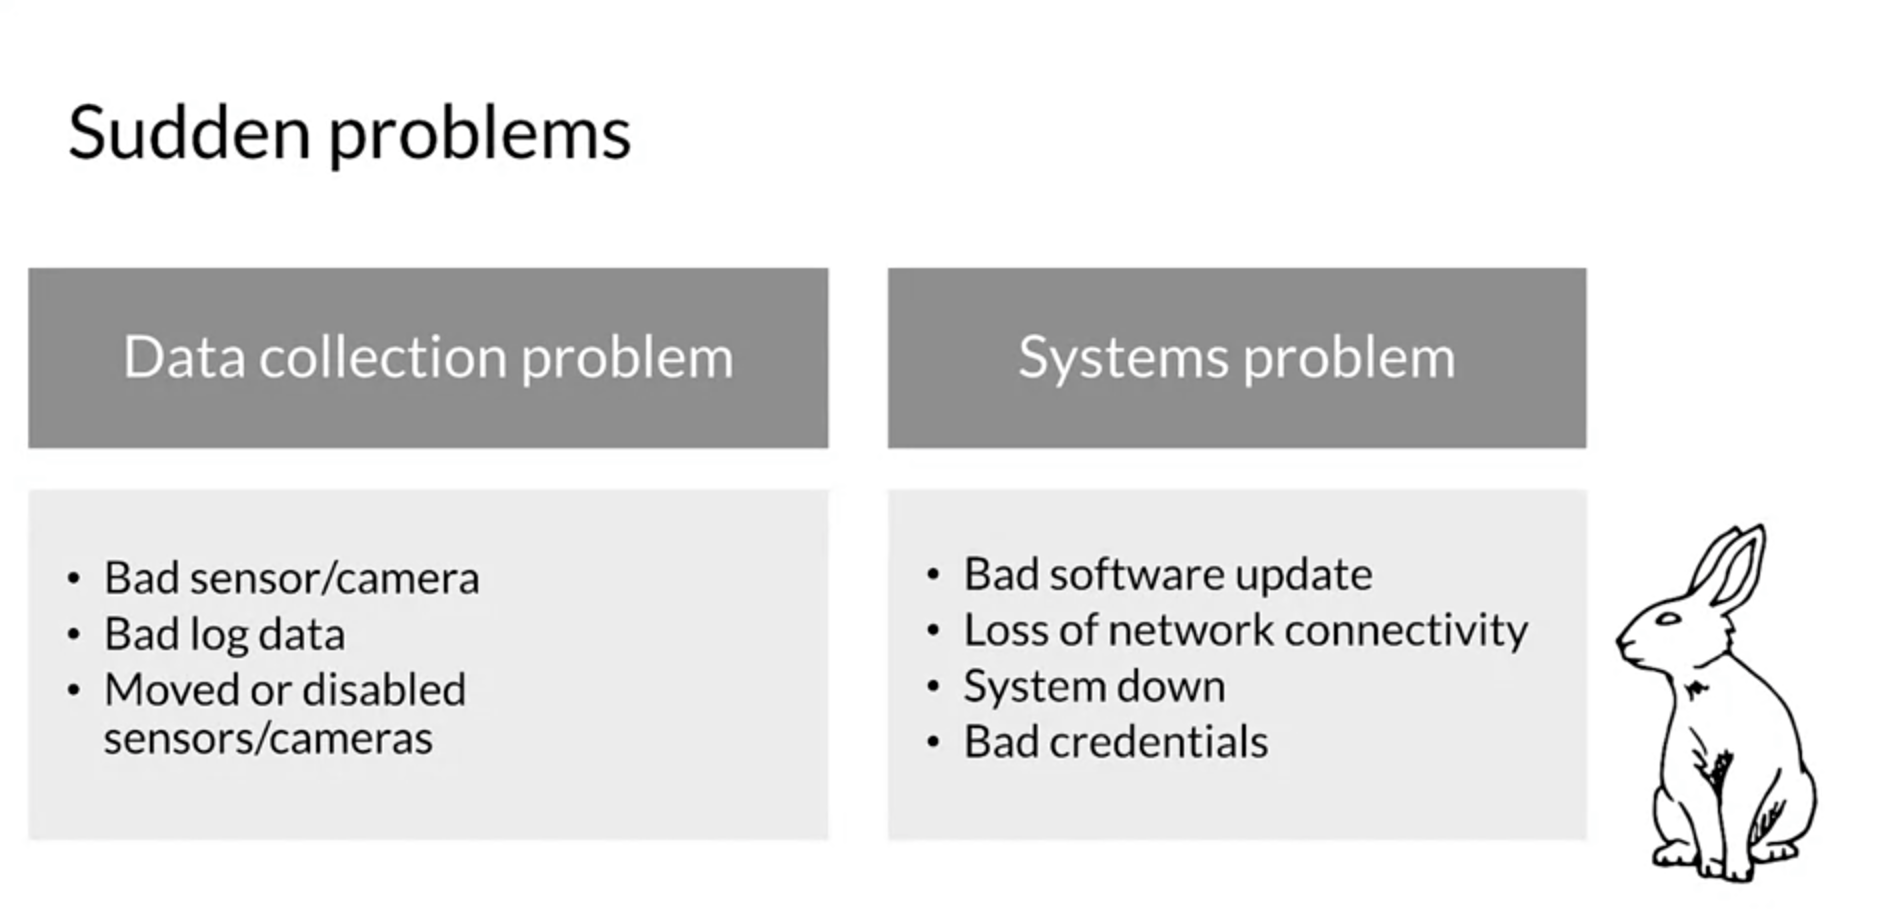 Sudden problems
Data collection problem
• Bad sensor/camera
• Bad log data
• Moved or disabled
sensors/cameras
Systems problem
• Bad software update
• Loss of network connectivity
• System down
• Bad credentials